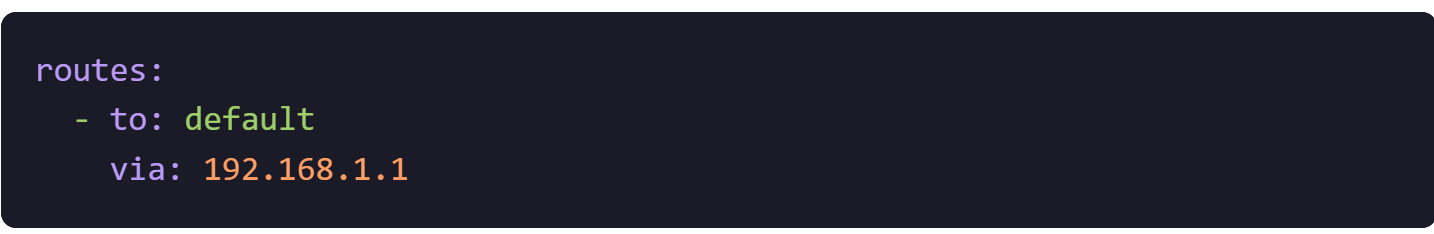 routes:
  - to: default
    via: 192.168.1.1